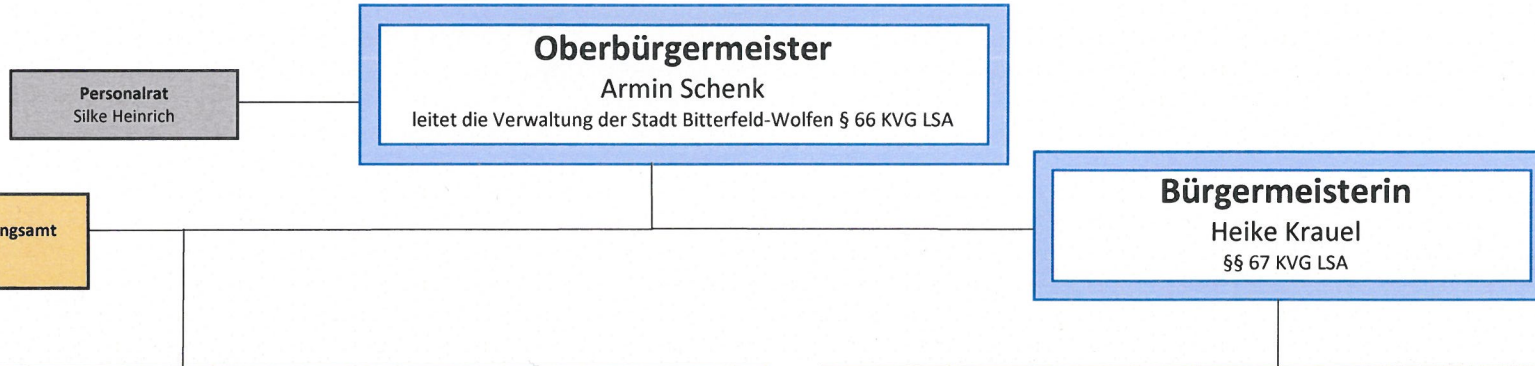 Oberbürgermeister
Armin Schenk
leitet die Verwaltung der Stadt Bitterfeld-Wolfen § 66 KVG LSA
Personalrat
Silke Heinrich
Bürgermeisterin
Heike Krauel
§§ 67 KVG LSA
ngsamt